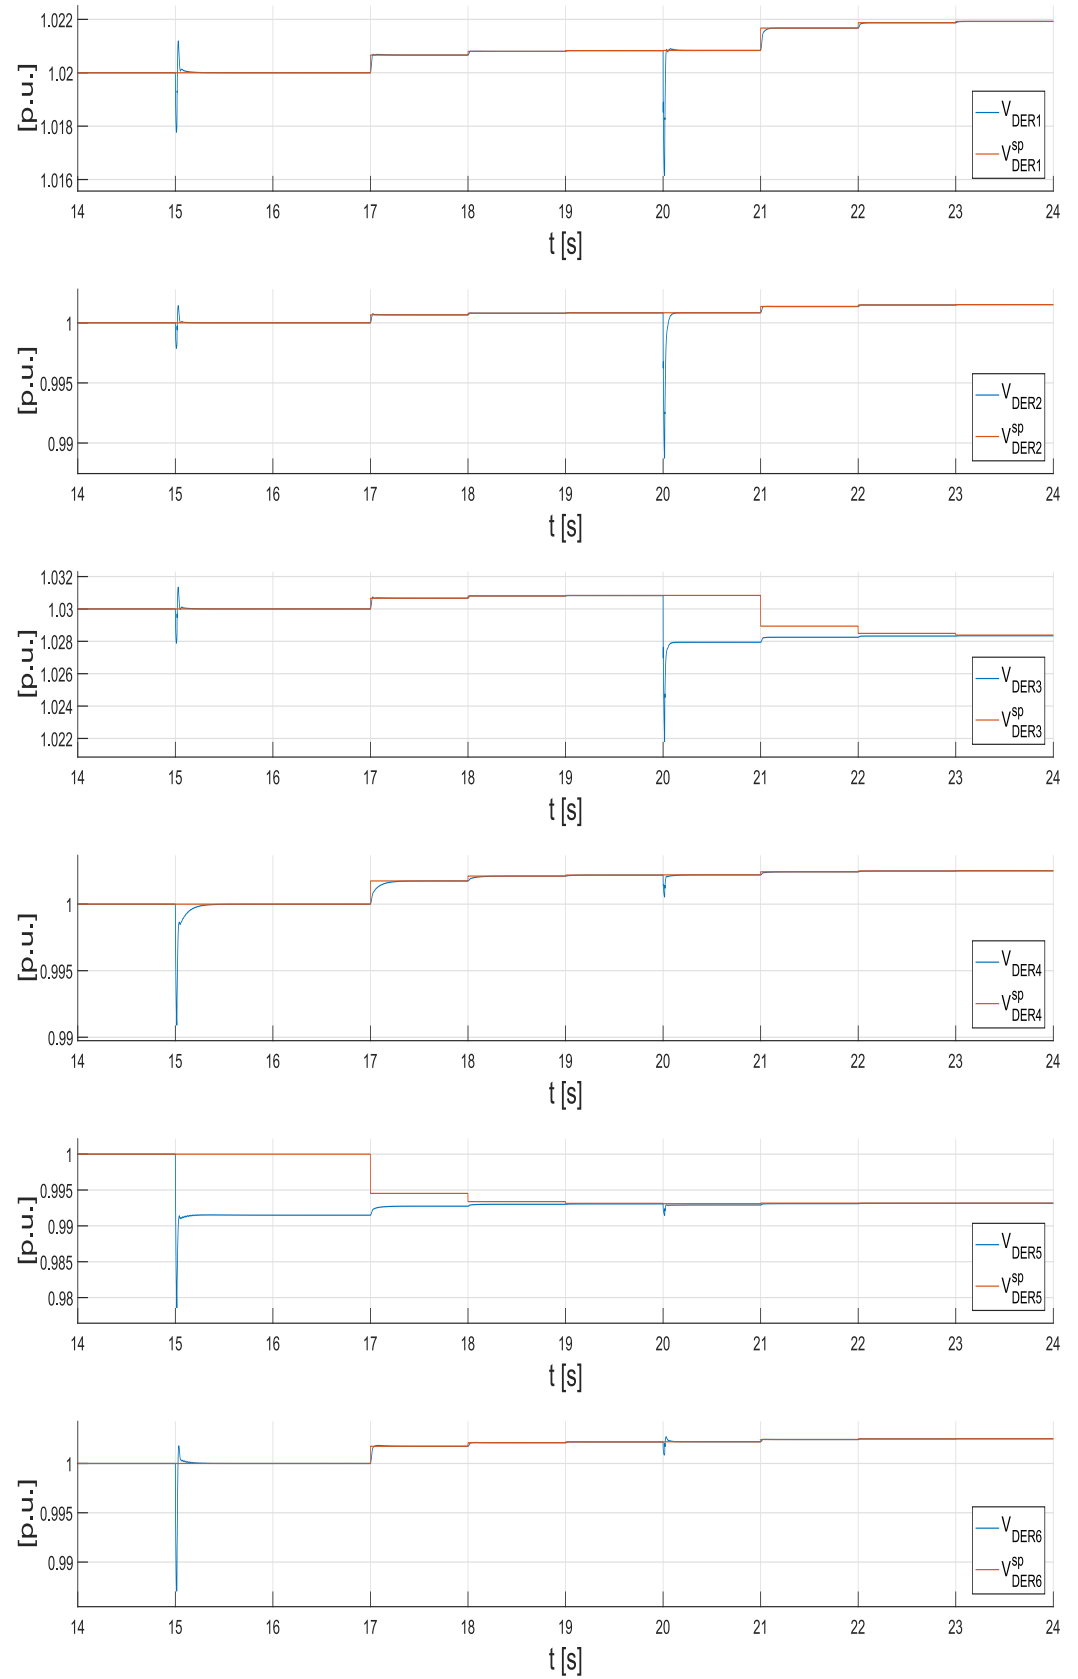 1.022
1.02
1.018
1.016
[p.u.]
V_DER1
V^sp_DER1
14 15 16 17 18 19 20 21 22 23 24
t [s]
1
0.995
0.99
[p.u.]
V_DER2
V^sp_DER2
14 15 16 17 18 19 20 21 22 23 24
t [s]
1.032
1.03
1.028
1.026
1.024
1.022
[p.u.]
V_DER3
V^sp_DER3
14 15 16 17 18 19 20 21 22 23 24
t [s]
1
0.995
0.99
[p.u.]
V_DER4
V^sp_DER4
14 15 16 17 18 19 20 21 22 23 24
t [s]
1
0.995
0.99
0.985
0.98
[p.u.]
V_DER5
V^sp_DER5
14 15 16 17 18 19 20 21 22 23 24
t [s]
1
0.995
0.99
[p.u.]
V_DER6
V^sp_DER6
14 15 16 17 18 19 20 21 22 23 24
t [s]